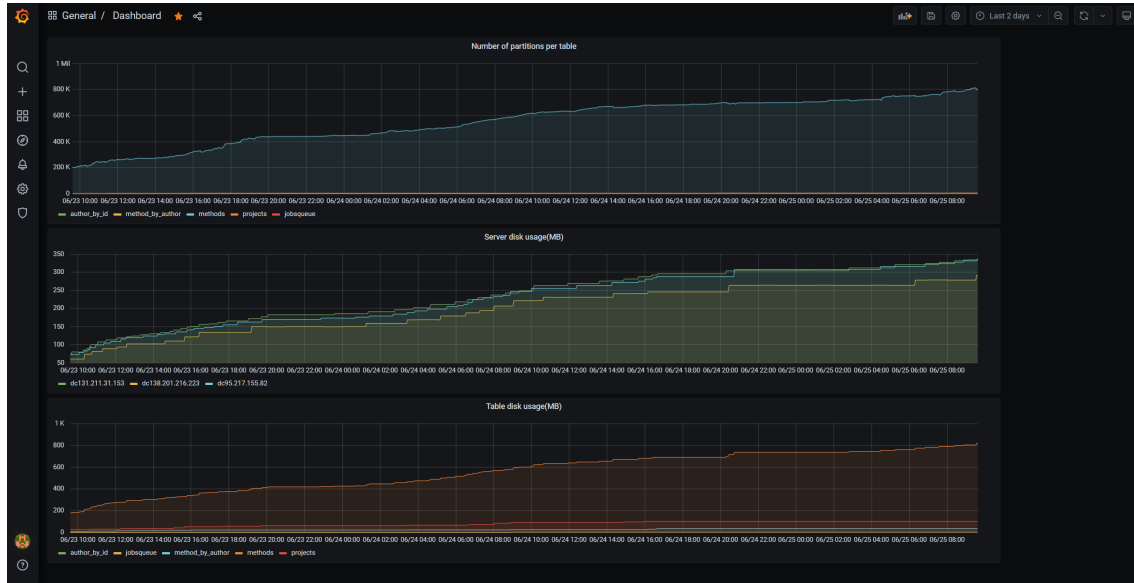 General / Dashboard
Last 2 days
Number of partitions per table
1 Mil
800 K
600 K
400 K
200 K
0
06/23 10:00 06/23 12:00 06/23 14:00 06/23 16:00 06/23 18:00 06/23 20:00 06/23 22:00 06/24 00:00 06/24 02:00 06/24 04:00 06/24 06:00 06/24 08:00 06/24 10:00 06/24 12:00 06/24 14:00 06/24 16:00 06/24 18:00 06/24 20:00 06/24 22:00 06/25 00:00 06/25 02:00 06/25 04:00 06/25 06:00 06/25 08:00
author_by_id method_by_author methods projects jobsqueue
Server disk usage(MB)
350
300
250
200
150
100
50
06/23 10:00 06/23 12:00 06/23 14:00 06/23 16:00 06/23 18:00 06/23 20:00 06/23 22:00 06/24 00:00 06/24 02:00 06/24 04:00 06/24 06:00 06/24 08:00 06/24 10:00 06/24 12:00 06/24 14:00 06/24 16:00 06/24 18:00 06/24 20:00 06/24 22:00 06/25 00:00 06/25 02:00 06/25 04:00 06/25 06:00 06/25 08:00
dc131.211.31.153 dc138.201.216.223 dc95.217.155.82
Table disk usage(MB)
1 K
800
600
400
200
0
06/23 10:00 06/23 12:00 06/23 14:00 06/23 16:00 06/23 18:00 06/23 20:00 06/23 22:00 06/24 00:00 06/24 02:00 06/24 04:00 06/24 06:00 06/24 08:00 06/24 10:00 06/24 12:00 06/24 14:00 06/24 16:00 06/24 18:00 06/24 20:00 06/24 22:00 06/25 00:00 06/25 02:00 06/25 04:00 06/25 06:00 06/25 08:00
author_by_id jobsqueue method_by_author methods projects